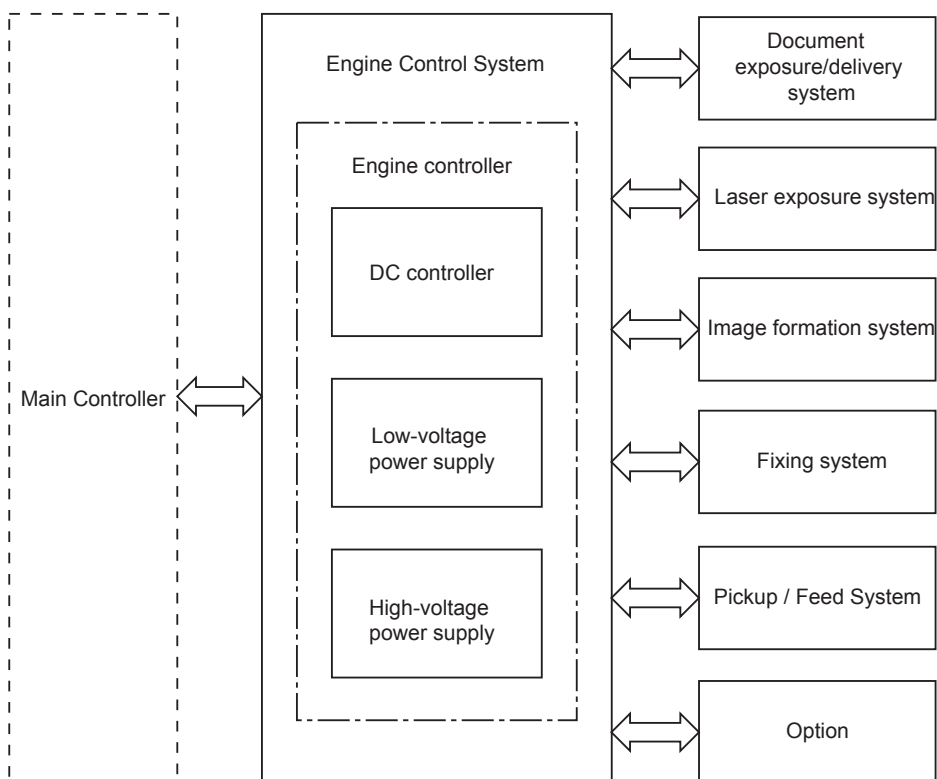 Main Controller
Engine Control System
Engine controller
DC controller
Low-voltage
power supply
High-voltage
power supply
Document
exposure/delivery
system
Laser exposure system
Image formation system
Fixing system
Pickup / Feed System
Option